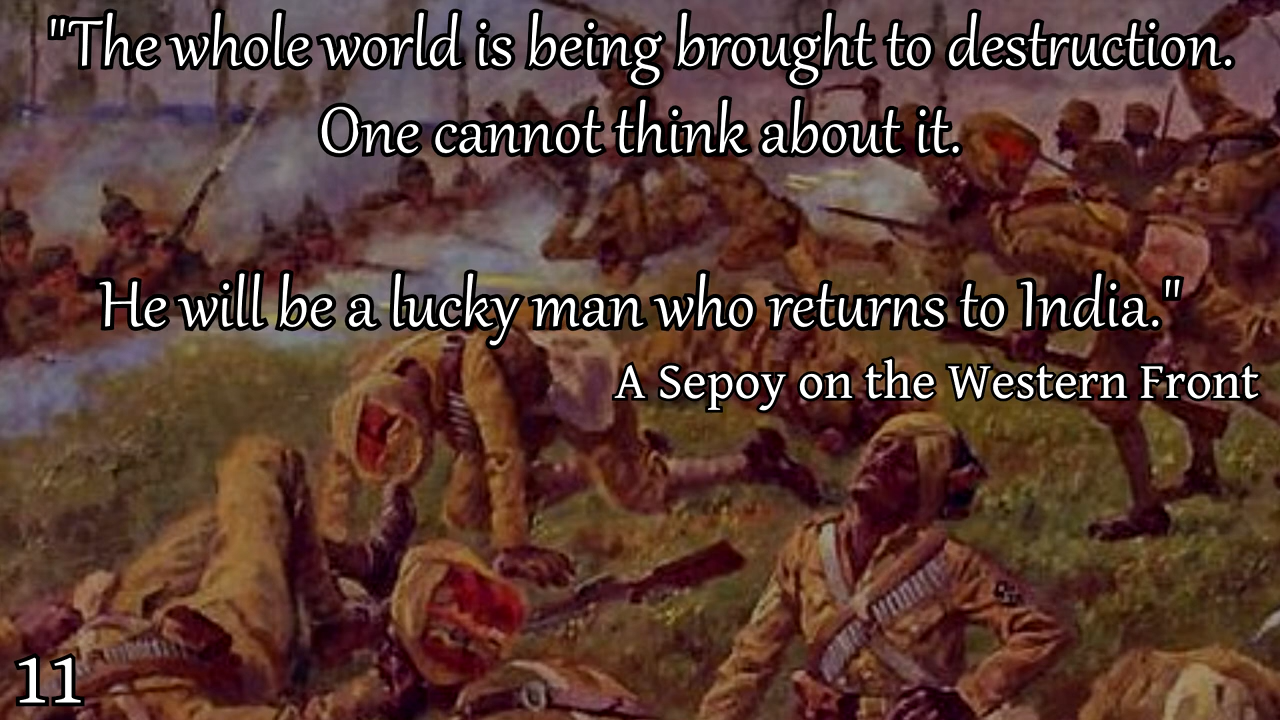 "The whole world is being brought to destruction.
One cannot think about it.
He will be a lucky man who returns to India."
A Sepoy on the Western Front
11